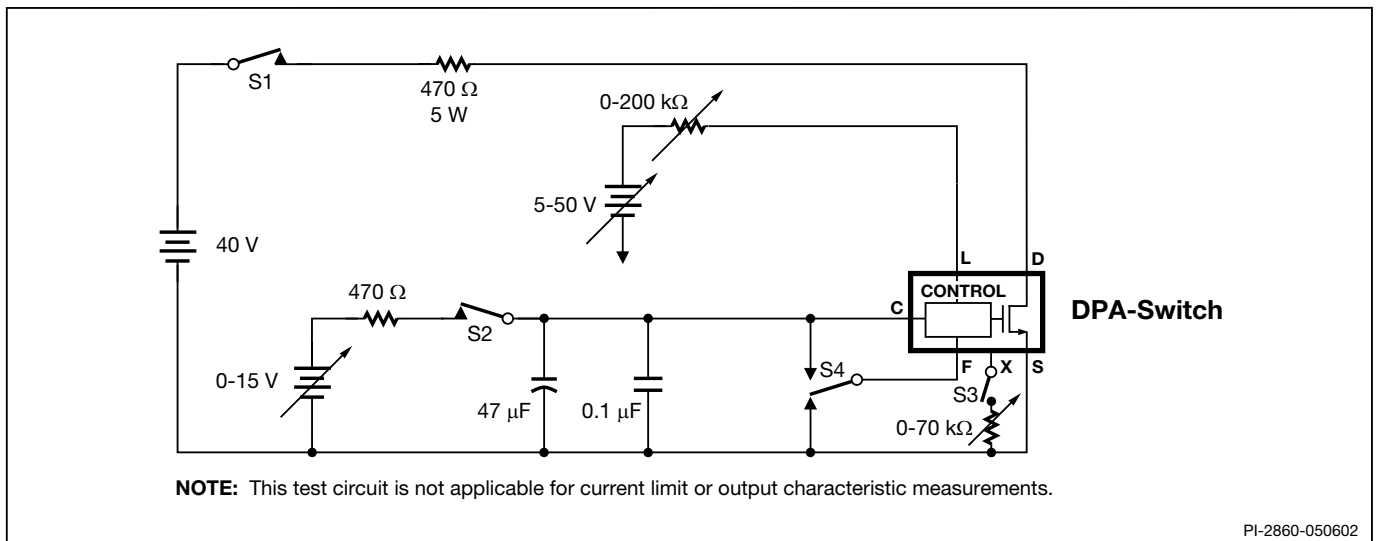 S1
470 Ω
5 W
0-200 kΩ
5-50 V
40 V
L
D
CONTROL
C
DPA-Switch
470 Ω
S2
F
X
S
S4
S3
0-15 V
47 μF
0.1 μF
0-70 kΩ
NOTE: This test circuit is not applicable for current limit or output characteristic measurements.
PI-2860-050602